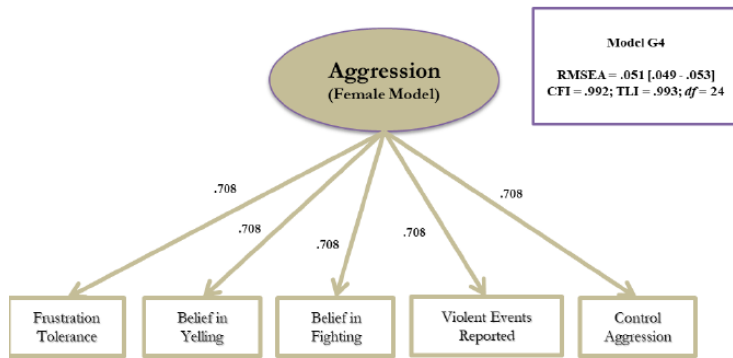 Aggression
(Female Model)
Model G4
RMSEA = .051 [.049 - .053]
CFI = .992; TLI = .993; df = 24
.708
.708
.708
.708
.708
Frustration
Tolerance
Belief in
Yelling
Belief in
Fighting
Violent Events
Reported
Control
Aggression